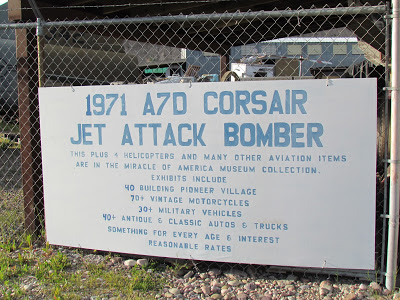 1971 A7D CORSAIR
JET ATTACK BOMBER
THIS PLUS 4 HELICOPTERS AND MANY OTHER AVIATION ITEMS
ARE IN THE MIRACLE OF AMERICA MUSEUM COLLECTION.
EXHIBITS INCLUDE
40 BUILDING PIONEER VILLAGE
70+ VINTAGE MOTORCYCLES
30+ MILITARY VEHICLES
40+ ANTIQUE & CLASSIC AUTOS & TRUCKS
SOMETHING FOR EVERY AGE & INTEREST
REASONABLE RATES